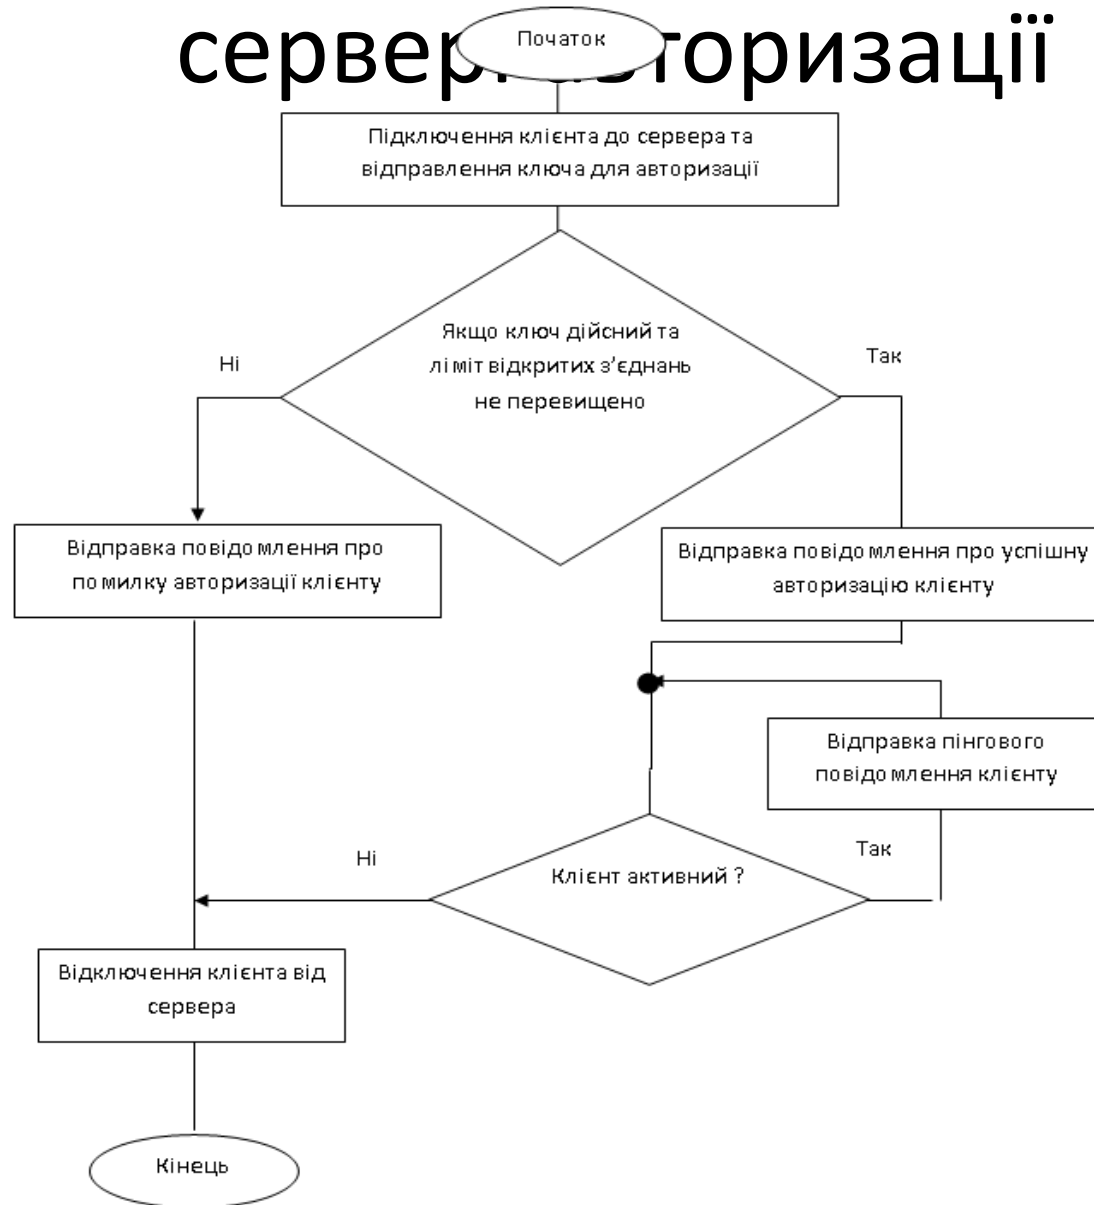 Початок
оризації
Підключення клієнта до сервера та
відправлення ключа для авторизації
Якщо ключ дійсний та
ліміт відкритих з’єднань
не перевищено
Ні
Так
Відправка повідомлення про
помилку авторизації клієнту
Відправка повідомлення про успішну
авторизацію клієнту
Відправка пінгового
повідомлення клієнту
Ні
Так
Клієнт активний ?
Відключення клієнта від
сервера
Кінець